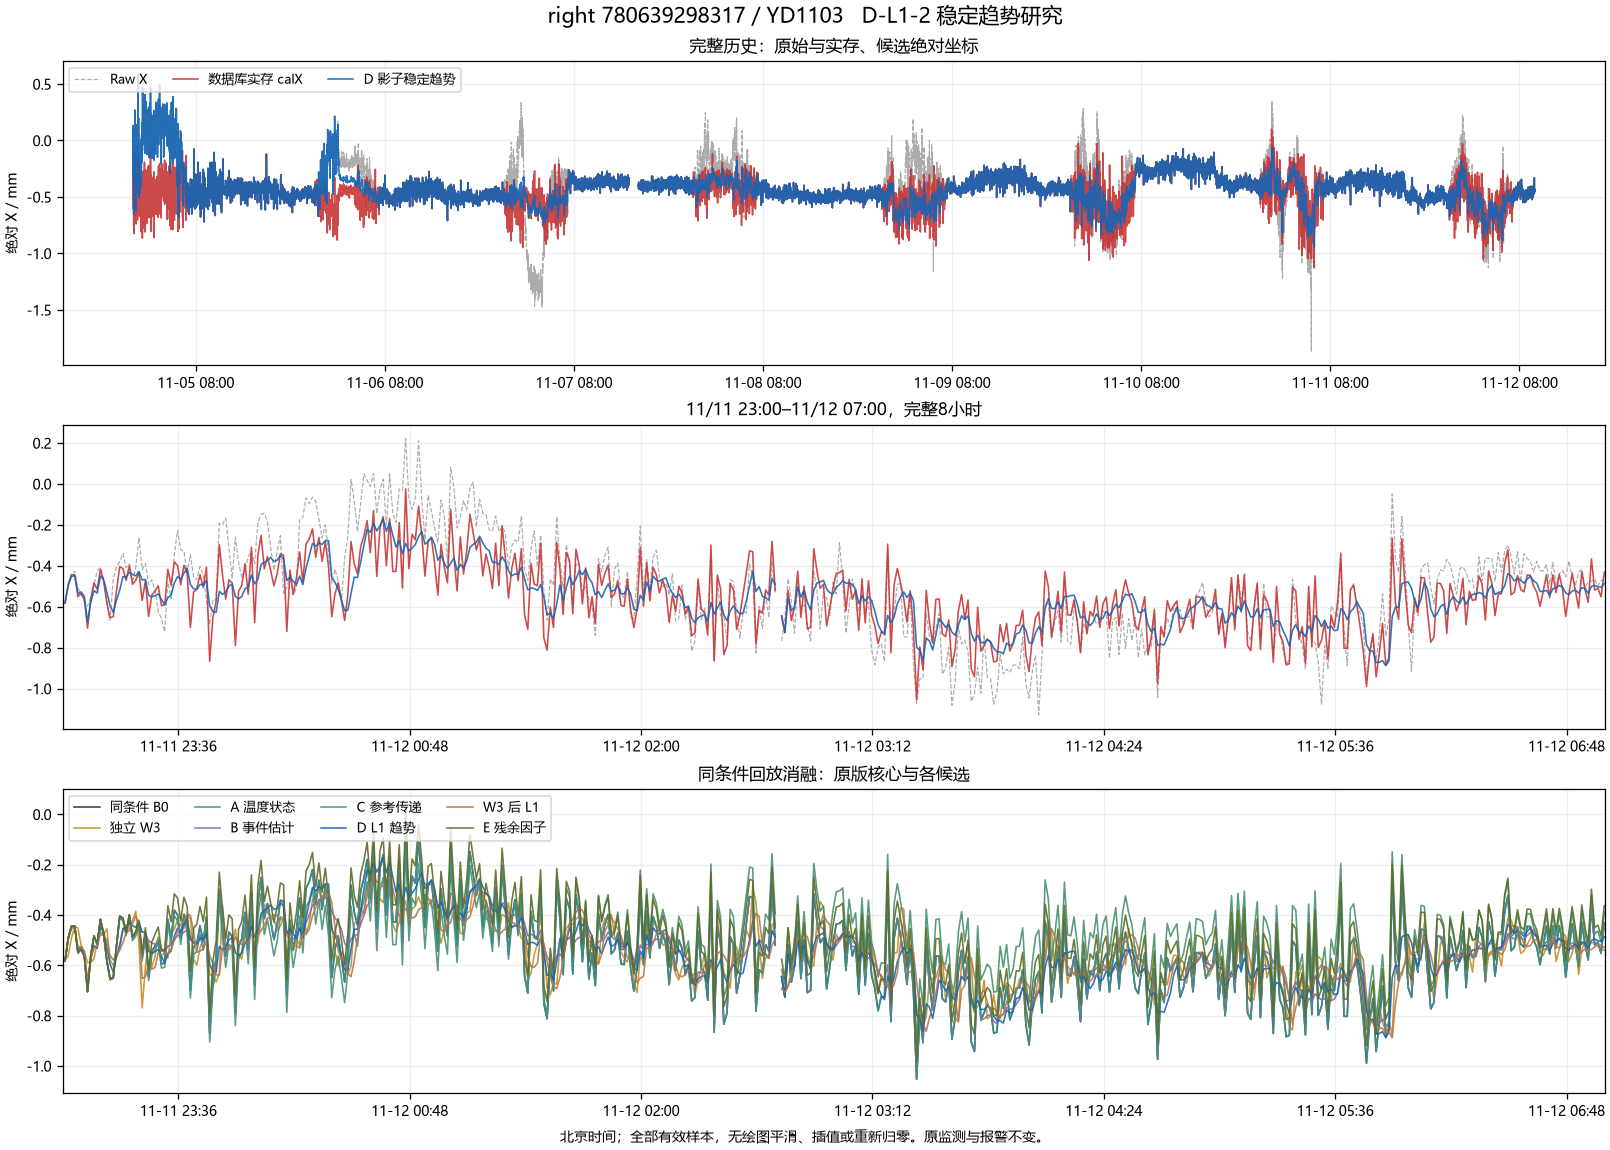 right 780639298317 / YD1103   D-L1-2 稳定趋势研究
完整历史：原始与实存、候选绝对坐标
Raw X  数据库实存 calX  D 影子稳定趋势
绝对 X / mm
0.5
0.0
-0.5
-1.0
-1.5
11-05 08:00  11-06 08:00  11-07 08:00  11-08 08:00  11-09 08:00  11-10 08:00  11-11 08:00  11-12 08:00
11/11 23:00–11/12 07:00，完整8小时
绝对 X / mm
0.2
0.0
-0.2
-0.4
-0.6
-0.8
-1.0
11-11 23:36  11-12 00:48  11-12 02:00  11-12 03:12  11-12 04:24  11-12 05:36  11-12 06:48
同条件回放消融：原版核心与各候选
同条件 B0  A 温度状态  C 参考传递  W3 后 L1
独立 W3  B 事件估计  D L1 趋势  E 残余因子
绝对 X / mm
0.0
-0.2
-0.4
-0.6
-0.8
-1.0
11-11 23:36  11-12 00:48  11-12 02:00  11-12 03:12  11-12 04:24  11-12 05:36  11-12 06:48
北京时间；全部有效样本，无绘图平滑、插值或重新归零。原监测与报警不变。